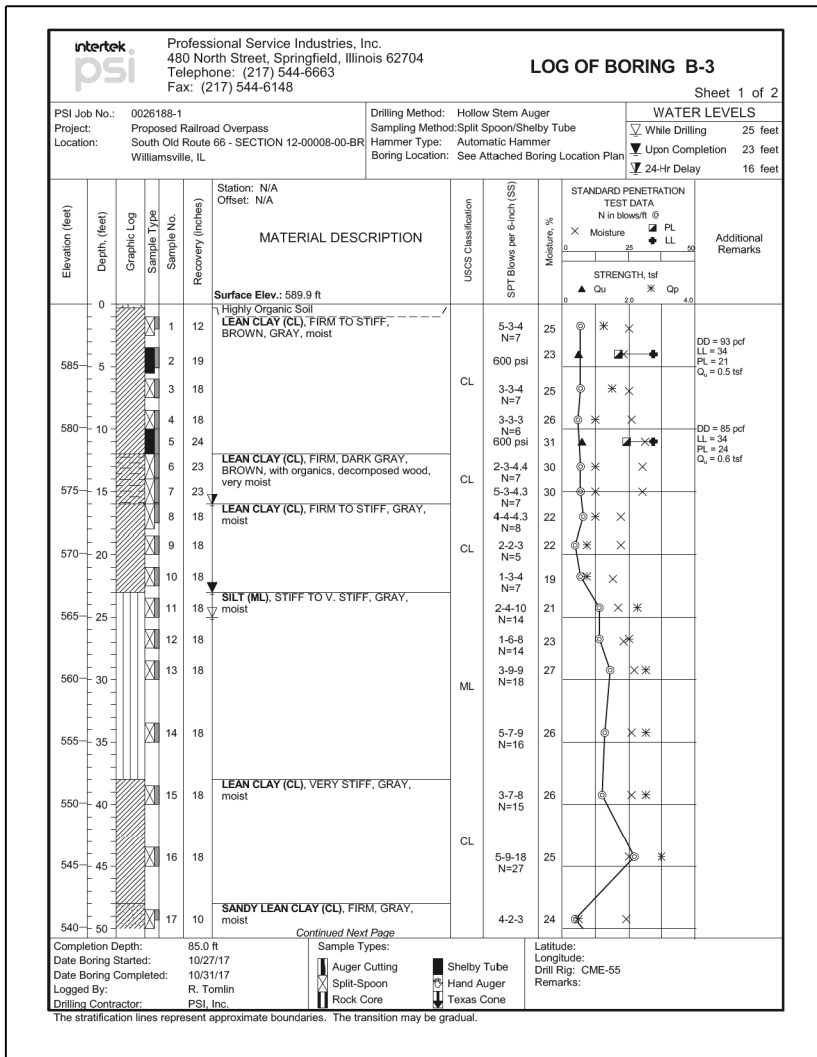 intertek
psi
Professional Service Industries, Inc.
480 North Street, Springfield, Illinois 62704
Telephone: (217) 544-6663
Fax: (217) 544-6148
LOG OF BORING B-3
Sheet 1 of 2
PSI Job No.: 0026188-1
Project: Proposed Railroad Overpass
Location: South Old Route 66 - SECTION 12-00008-00-BR
Williamsville, IL
Drilling Method: Hollow Stem Auger
Sampling Method: Split Spoon/Shelby Tube
Hammer Type: Automatic Hammer
Boring Location: See Attached Boring Location Plan
WATER LEVELS
While Drilling 25 feet
Upon Completion 23 feet
24-Hr Delay 16 feet
Elevation (feet)
Depth, (feet)
Graphic Log
Sample Type
Sample No.
Recovery (inches)
Station: N/A
Offset: N/A
MATERIAL DESCRIPTION
Surface Elev.: 589.9 ft
USCS Classification
SPT Blows per 6-inch (SS)
Moisture, %
STANDARD PENETRATION
TEST DATA
N in blows/ft ◎
× Moisture PL
LL
0 25 50
STRENGTH, tsf
▲ Qu ✳ Qp
0 2.0 4.0
Additional
Remarks
0
Highly Organic Soil
LEAN CLAY (CL), FIRM TO STIFF,
BROWN, GRAY, moist
CL
1 12 5-3-4 25
N=7
585 5
2 19 600 psi 23
DD = 93 pcf
LL = 34
PL = 21
Qu = 0.5 tsf
3 18 3-3-4 25
N=7
4 18 3-3-3 26
N=6
580 10
5 24 600 psi 31
DD = 85 pcf
LL = 34
PL = 24
Qu = 0.6 tsf
LEAN CLAY (CL), FIRM, DARK GRAY,
BROWN, with organics, decomposed wood,
very moist
CL
6 23 2-3-4.4 30
N=7
575 15
7 23 5-3-4.3 30
N=7
LEAN CLAY (CL), FIRM TO STIFF, GRAY,
moist
CL
8 18 4-4-4.3 22
N=8
9 18 2-2-3 22
N=5
570 20
10 18 1-3-4 19
N=7
SILT (ML), STIFF TO V. STIFF, GRAY,
moist
ML
11 18 2-4-10 21
N=14
565 25
12 18 1-6-8 23
N=14
13 18 3-9-9 27
N=18
560 30
14 18 5-7-9 26
N=16
555 35
LEAN CLAY (CL), VERY STIFF, GRAY,
moist
CL
15 18 3-7-8 26
N=15
550 40
16 18 5-9-18 25
N=27
545 45
SANDY LEAN CLAY (CL), FIRM, GRAY,
moist
17 10 4-2-3 24
540 50
Continued Next Page
Completion Depth: 85.0 ft
Date Boring Started: 10/27/17
Date Boring Completed: 10/31/17
Logged By: R. Tomlin
Drilling Contractor: PSI, Inc.
Sample Types:
Auger Cutting
Split-Spoon
Rock Core
Shelby Tube
Hand Auger
Texas Cone
Latitude:
Longitude:
Drill Rig: CME-55
Remarks:
The stratification lines represent approximate boundaries. The transition may be gradual.